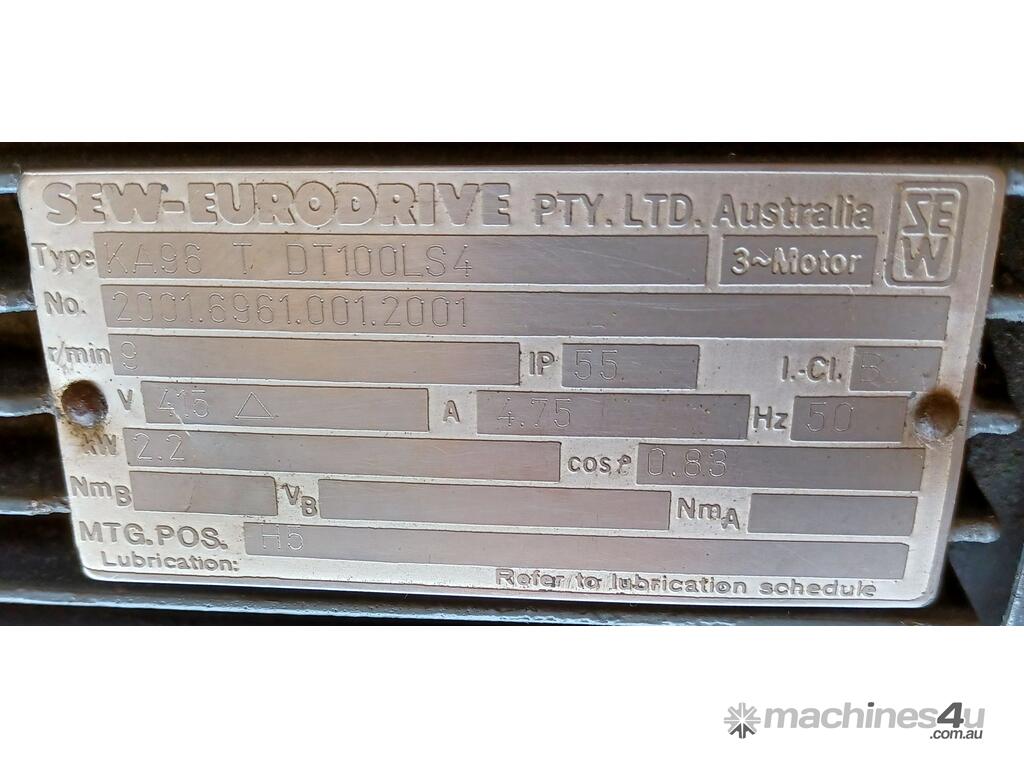 SEW-EURODRIVE PTY. LTD. Australia SEW
Type KA96 T DT100LS4 3~Motor
No. 2001.6961.001.2001
r/min 9 IP 55 I.-Cl. B
V 415 △ A 4.75 Hz 50
kW 2.2 cos φ 0.83
NmB VB NmA
MTG.POS. H5
Lubrication: Refer to lubrication schedule
machines4u
.com.au